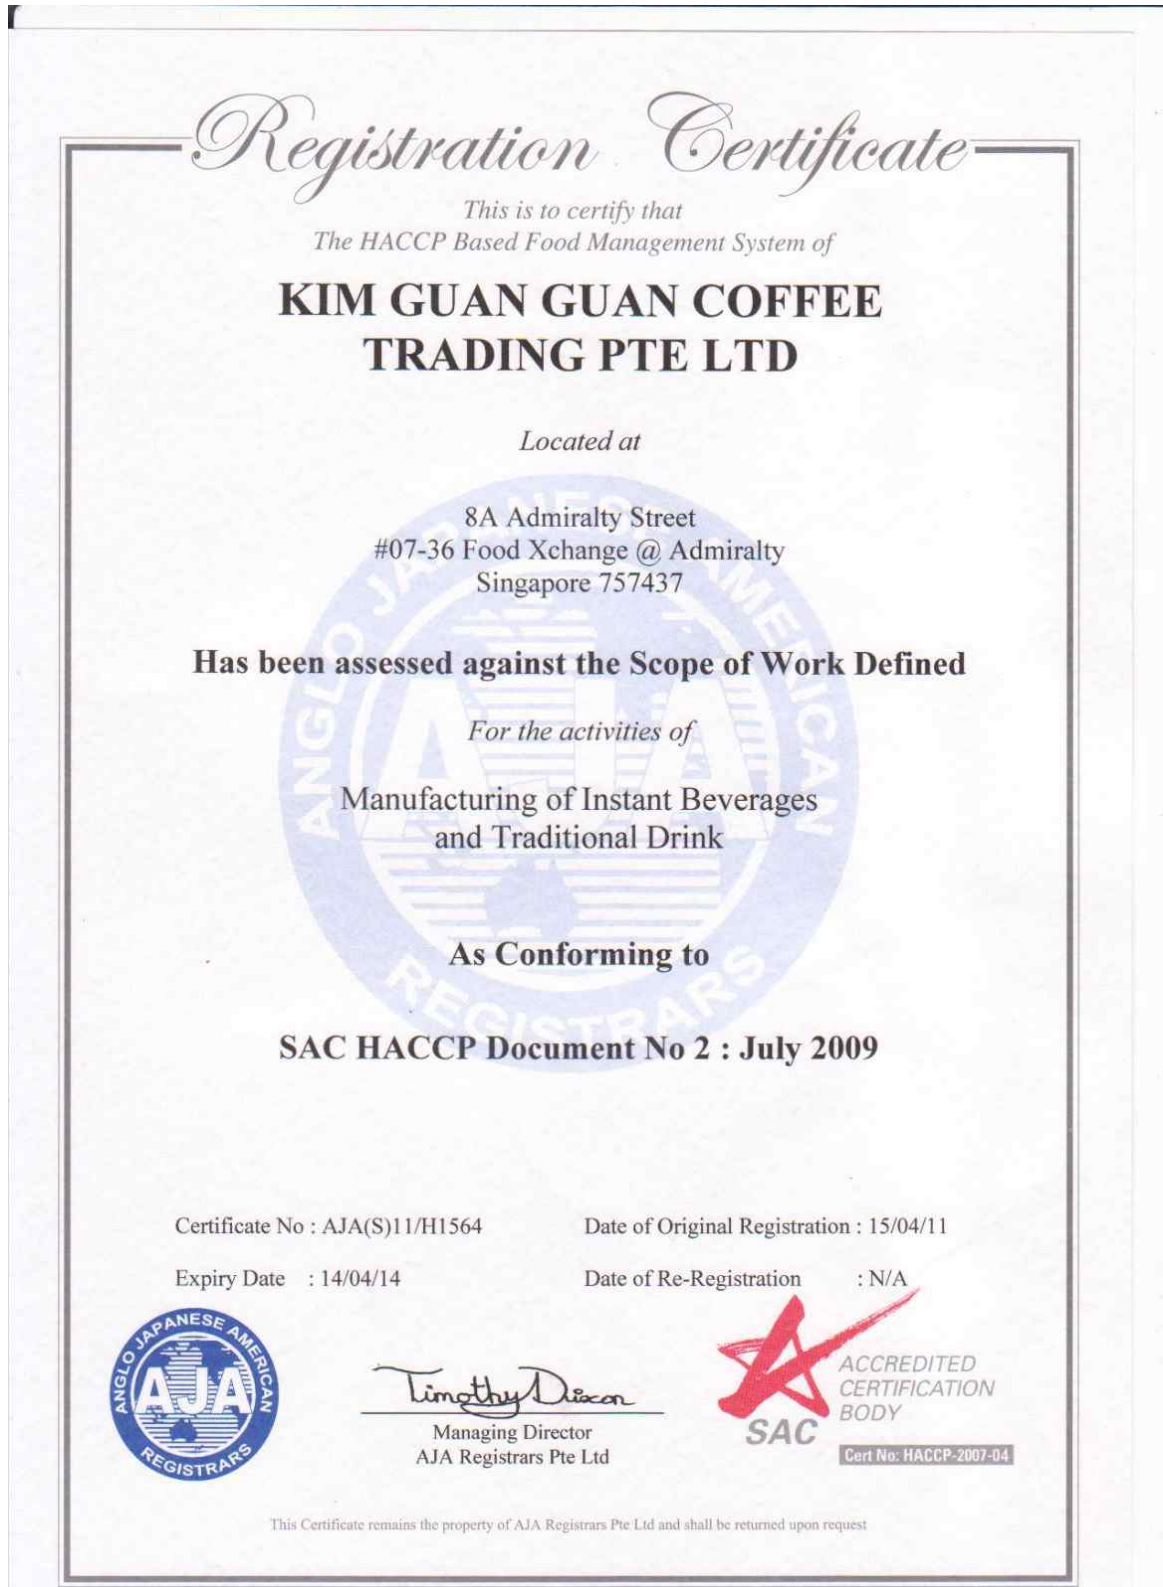 Registration Certificate
This is to certify that
The HACCP Based Food Management System of
KIM GUAN GUAN COFFEE
TRADING PTE LTD
Located at
8A Admiralty Street
#07-36 Food Xchange @ Admiralty
Singapore 757437
Has been assessed against the Scope of Work Defined
For the activities of
Manufacturing of Instant Beverages
and Traditional Drink
As Conforming to
SAC HACCP Document No 2 : July 2009
ANGLO JAPANESE AMERICAN
AJA
REGISTRARS
Certificate No : AJA(S)11/H1564
Date of Original Registration : 15/04/11
Expiry Date : 14/04/14
Date of Re-Registration : N/A
ANGLO JAPANESE AMERICAN
AJA
REGISTRARS
Timothy Dixon
Managing Director
AJA Registrars Pte Ltd
SAC
ACCREDITED
CERTIFICATION
BODY
Cert No: HACCP-2007-04
This Certificate remains the property of AJA Registrars Pte Ltd and shall be returned upon request